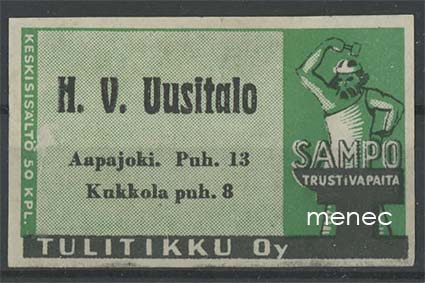 KESKISISÄLTÖ 50 KPL.
H. V. Uusitalo
Aapajoki. Puh. 13
Kukkola puh. 8
SAMPO
TRUSTIVAPAITA
menec
TULITIKKU Oy